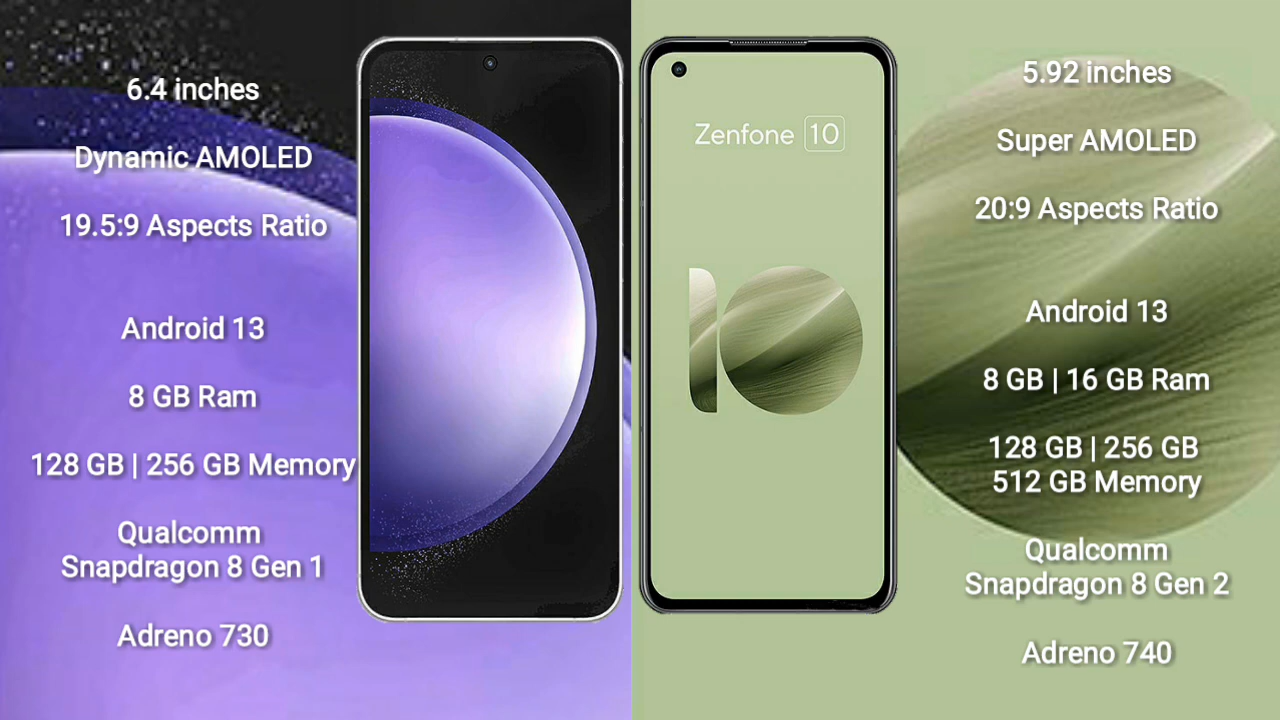 6.4 inches
Dynamic AMOLED
19.5:9 Aspects Ratio
Android 13
8 GB Ram
128 GB | 256 GB Memory
Qualcomm
Snapdragon 8 Gen 1
Adreno 730
Zenfone 10
10
5.92 inches
Super AMOLED
20:9 Aspects Ratio
Android 13
8 GB | 16 GB Ram
128 GB | 256 GB
512 GB Memory
Qualcomm
Snapdragon 8 Gen 2
Adreno 740